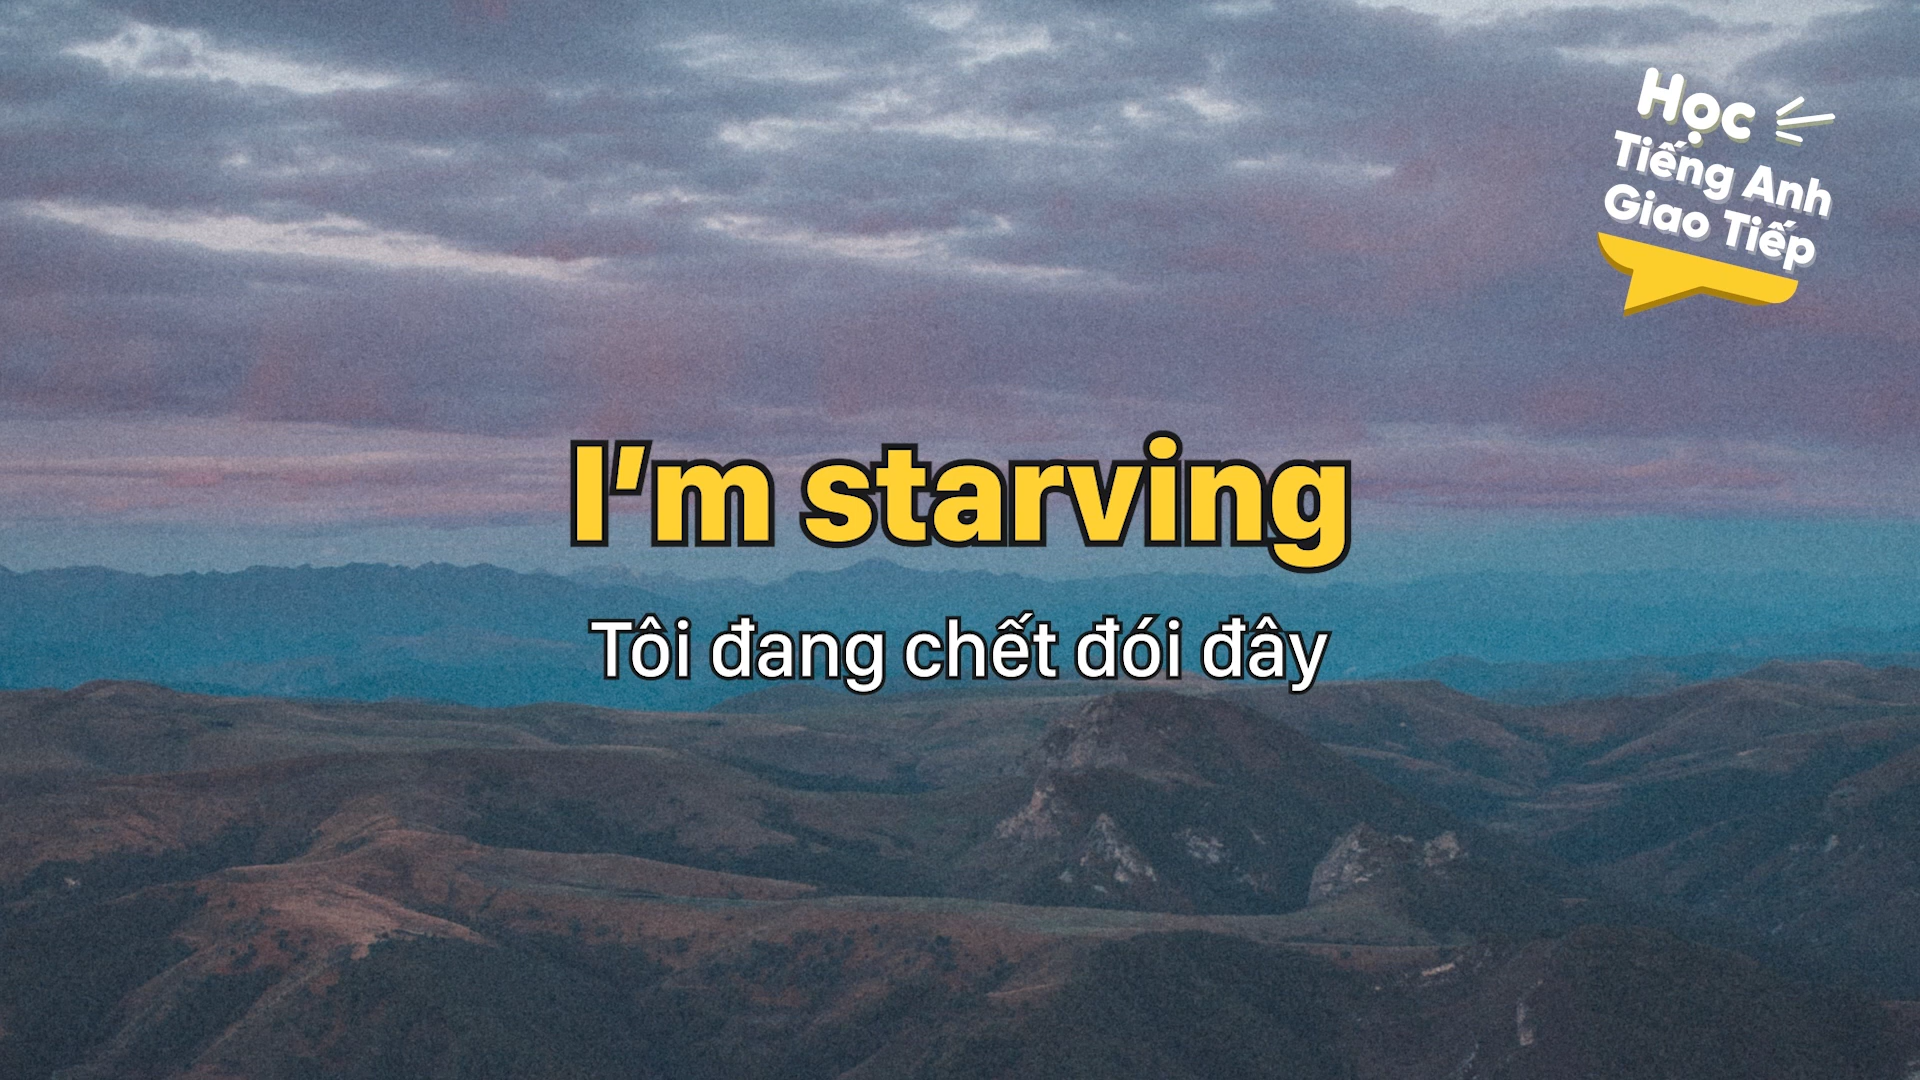 Học
Tiếng Anh
Giao Tiếp
I’m starving
Tôi đang chết đói đây